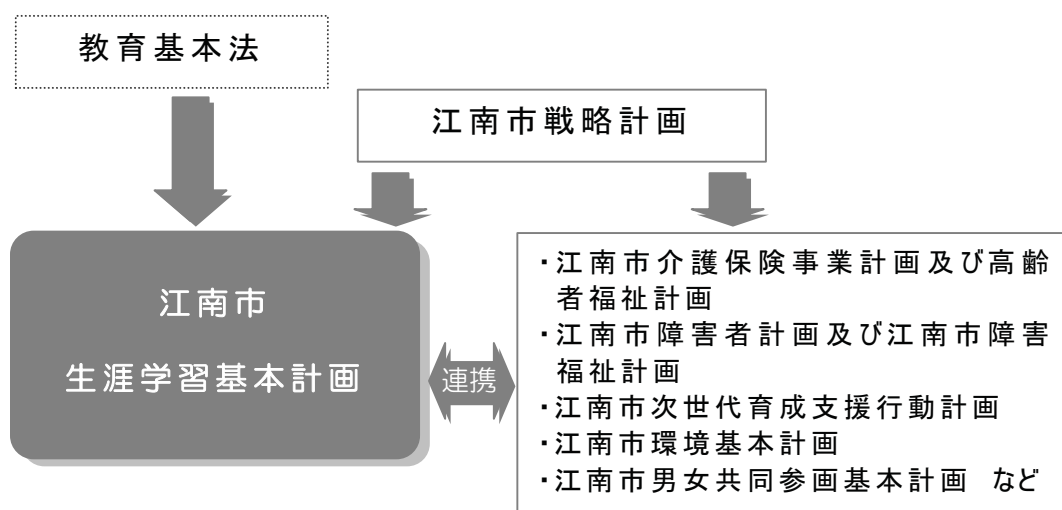 教育基本法
江南市戦略計画
江南市
生涯学習基本計画
連携
・江南市介護保険事業計画及び高齢
者福祉計画
・江南市障害者計画及び江南市障害
福祉計画
・江南市次世代育成支援行動計画
・江南市環境基本計画
・江南市男女共同参画基本計画 など